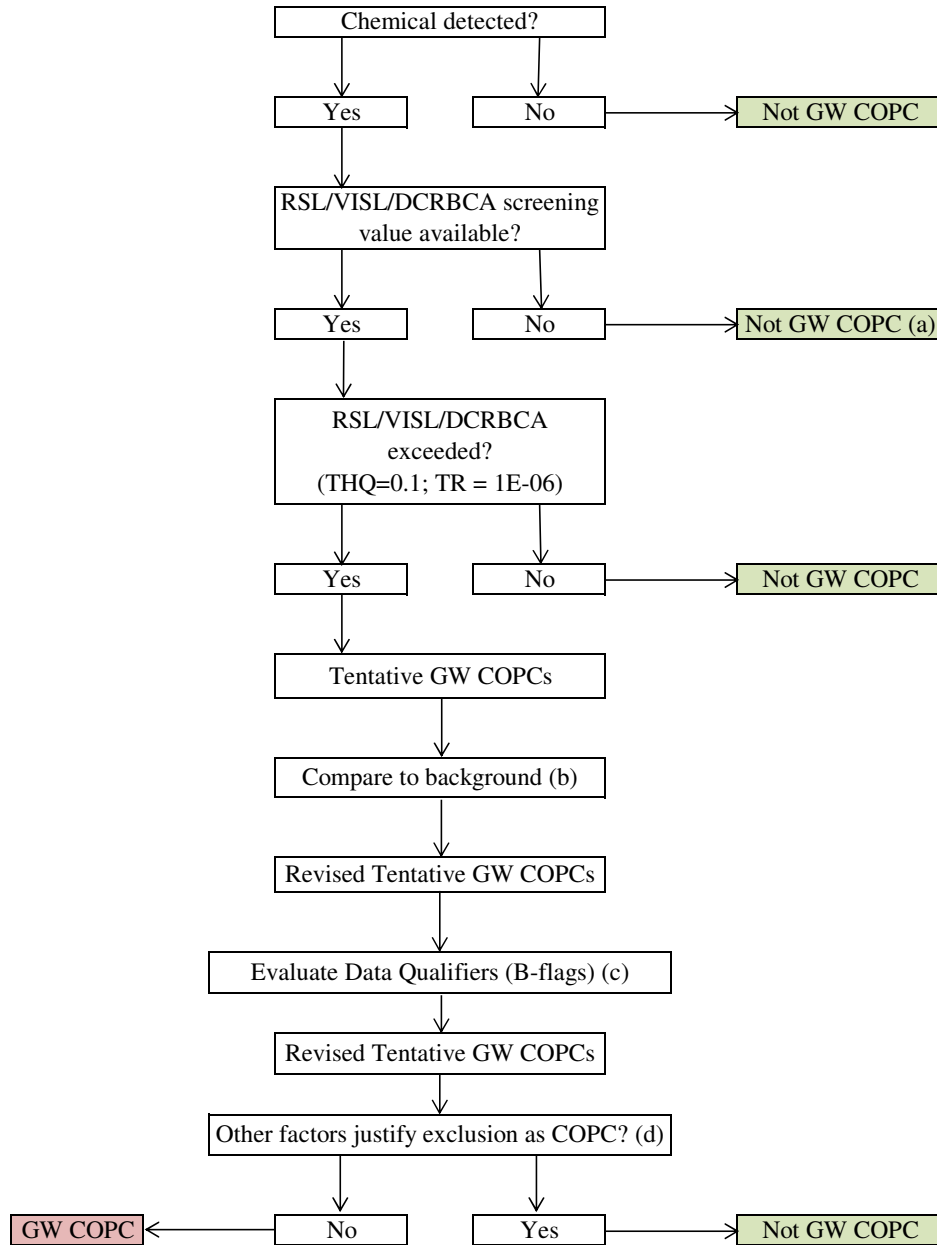 Chemical detected?
Yes
No
Not GW COPC
RSL/VISL/DCRBCA screening
value available?
Yes
No
Not GW COPC (a)
RSL/VISL/DCRBCA
exceeded?
(THQ=0.1; TR = 1E-06)
Yes
No
Not GW COPC
Tentative GW COPCs
Compare to background (b)
Revised Tentative GW COPCs
Evaluate Data Qualifiers (B-flags) (c)
Revised Tentative GW COPCs
Other factors justify exclusion as COPC? (d)
GW COPC
No
Yes
Not GW COPC